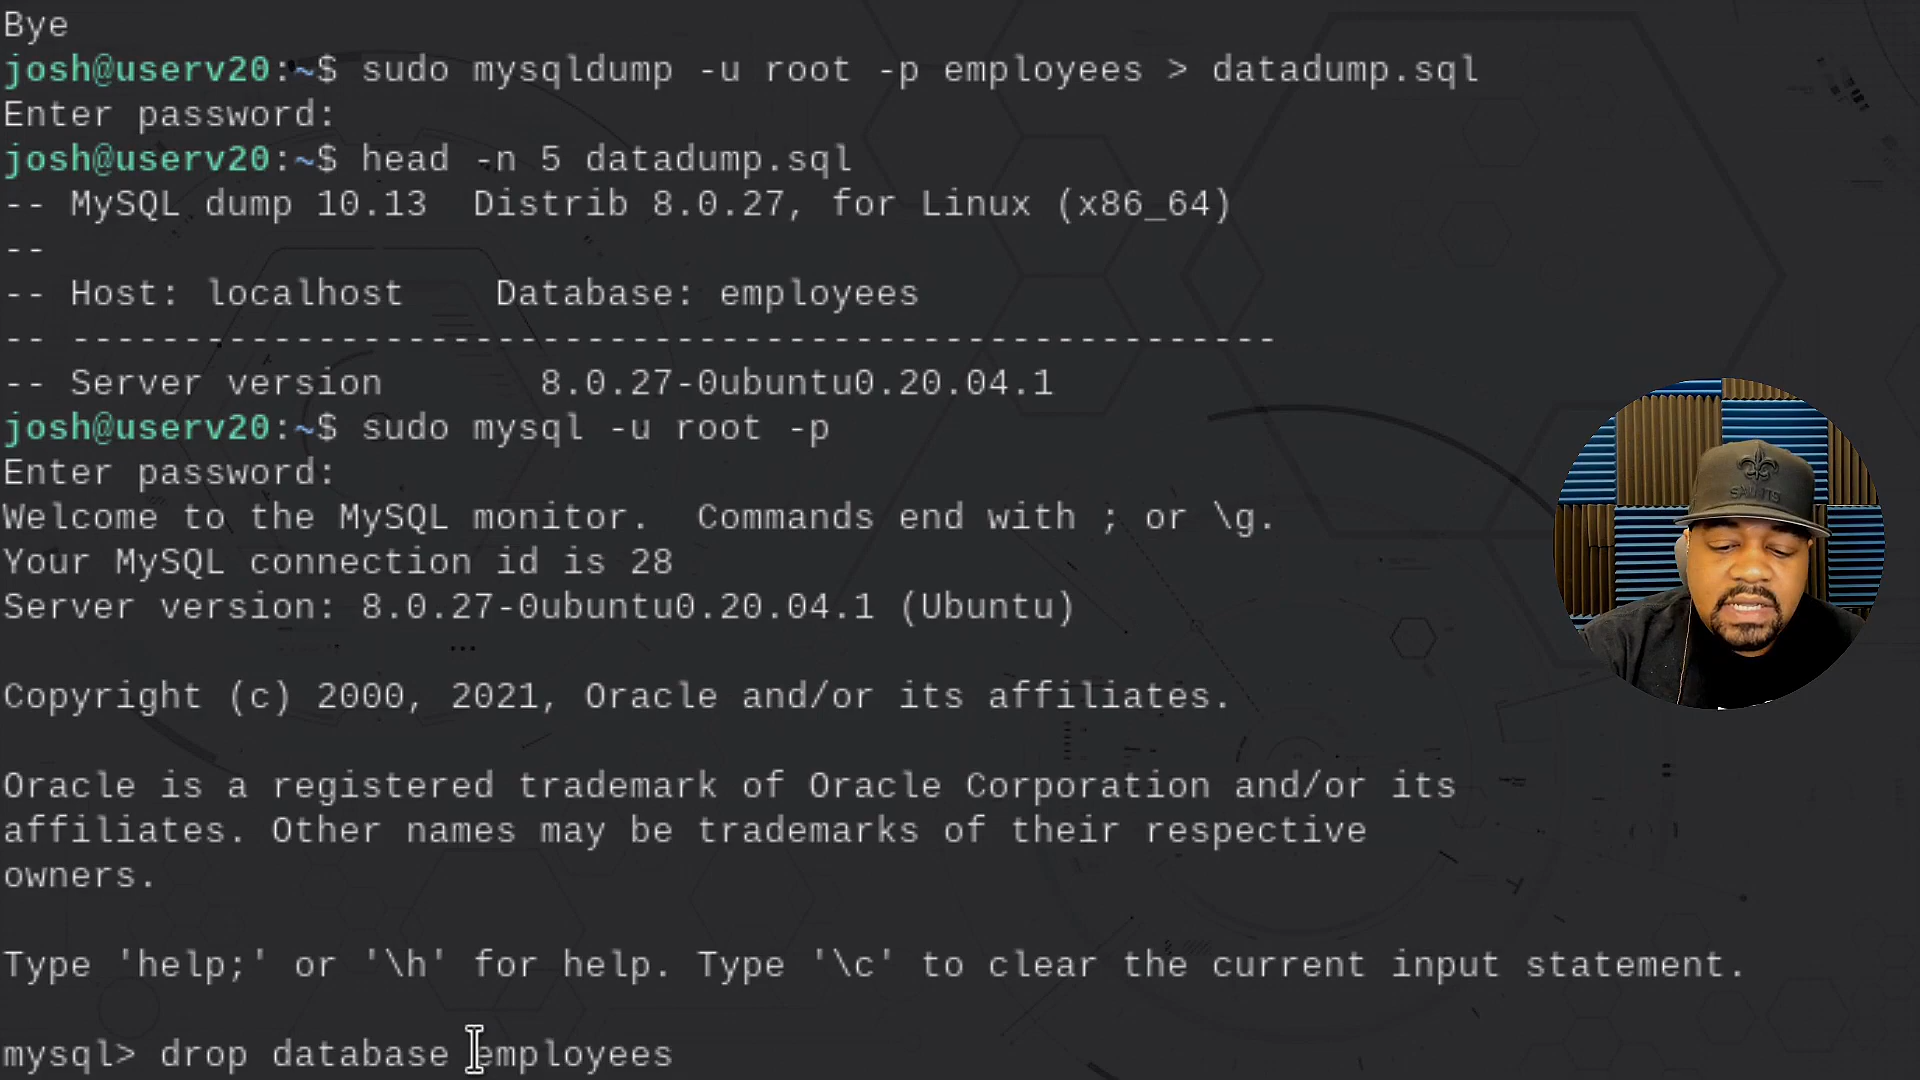 Bye
josh@userv20:~$ sudo mysqldump -u root -p employees > datadump.sql
Enter password:
josh@userv20:~$ head -n 5 datadump.sql
-- MySQL dump 10.13  Distrib 8.0.27, for Linux (x86_64)
--
-- Host: localhost    Database: employees
-- ------------------------------------------------------
-- Server version       8.0.27-0ubuntu0.20.04.1
josh@userv20:~$ sudo mysql -u root -p
Enter password:
Welcome to the MySQL monitor.  Commands end with ; or \g.
Your MySQL connection id is 28
Server version: 8.0.27-0ubuntu0.20.04.1 (Ubuntu)
Copyright (c) 2000, 2021, Oracle and/or its affiliates.
Oracle is a registered trademark of Oracle Corporation and/or its
affiliates. Other names may be trademarks of their respective
owners.
Type 'help;' or '\h' for help. Type '\c' to clear the current input statement.
mysql> drop database employees
SAINTS